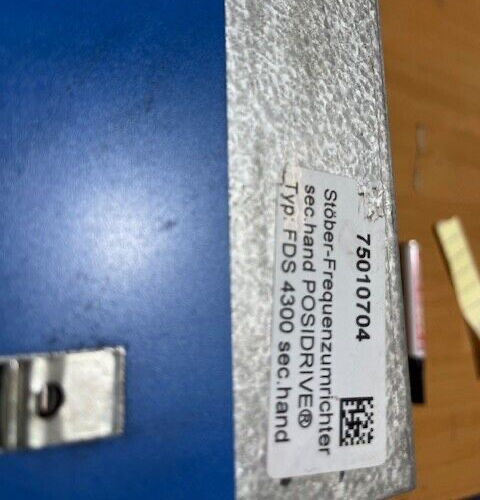 75010704
Stöber-Frequenzumrichter
sec.hand POSIDRIVE®
Typ: FDS 4300 sec.hand